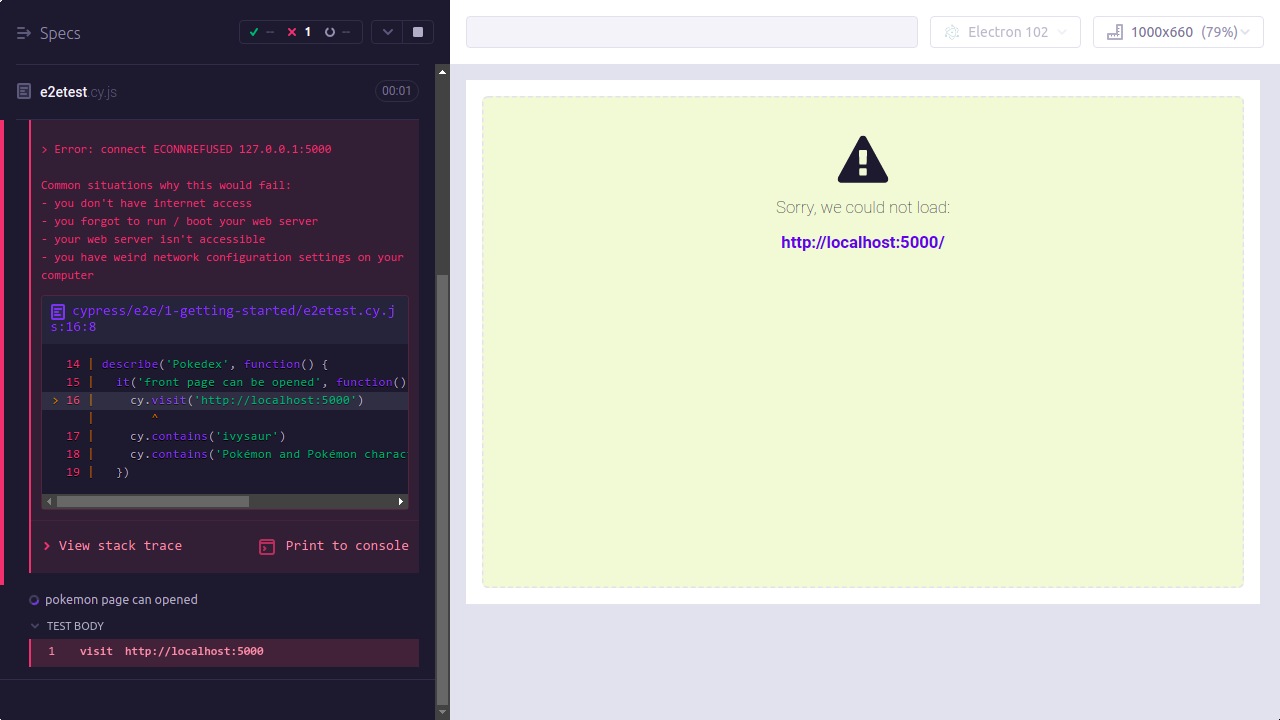 Specs
-- 1 --
e2etest.cy.js
00:01
> Error: connect ECONNREFUSED 127.0.0.1:5000
Common situations why this would fail:
- you don't have internet access
- you forgot to run / boot your web server
- your web server isn't accessible
- you have weird network configuration settings on your
computer
cypress/e2e/1-getting-started/e2etest.cy.j
s:16:8
14 | describe('Pokedex', function() {
15 |   it('front page can be opened', function()
> 16 |     cy.visit('http://localhost:5000')
|        ^
17 |     cy.contains('ivysaur')
18 |     cy.contains('Pokémon and Pokémon charac
19 |   })
View stack trace
Print to console
pokemon page can opened
TEST BODY
1 visit http://localhost:5000
Electron 102
1000x660 (79%)
Sorry, we could not load:
http://localhost:5000/